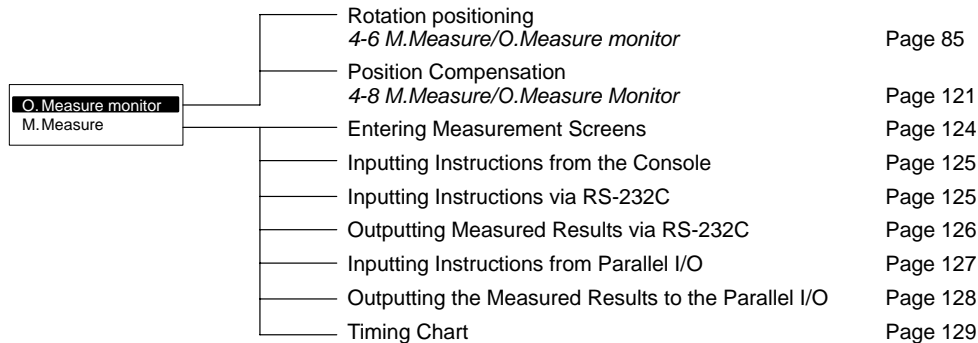 Rotation positioning
4-6 M.Measure/O.Measure monitor Page 85
Position Compensation
4-8 M.Measure/O.Measure Monitor Page 121
O.Measure monitor
M.Measure
Entering Measurement Screens Page 124
Inputting Instructions from the Console Page 125
Inputting Instructions via RS-232C Page 125
Outputting Measured Results via RS-232C Page 126
Inputting Instructions from Parallel I/O Page 127
Outputting the Measured Results to the Parallel I/O Page 128
Timing Chart Page 129